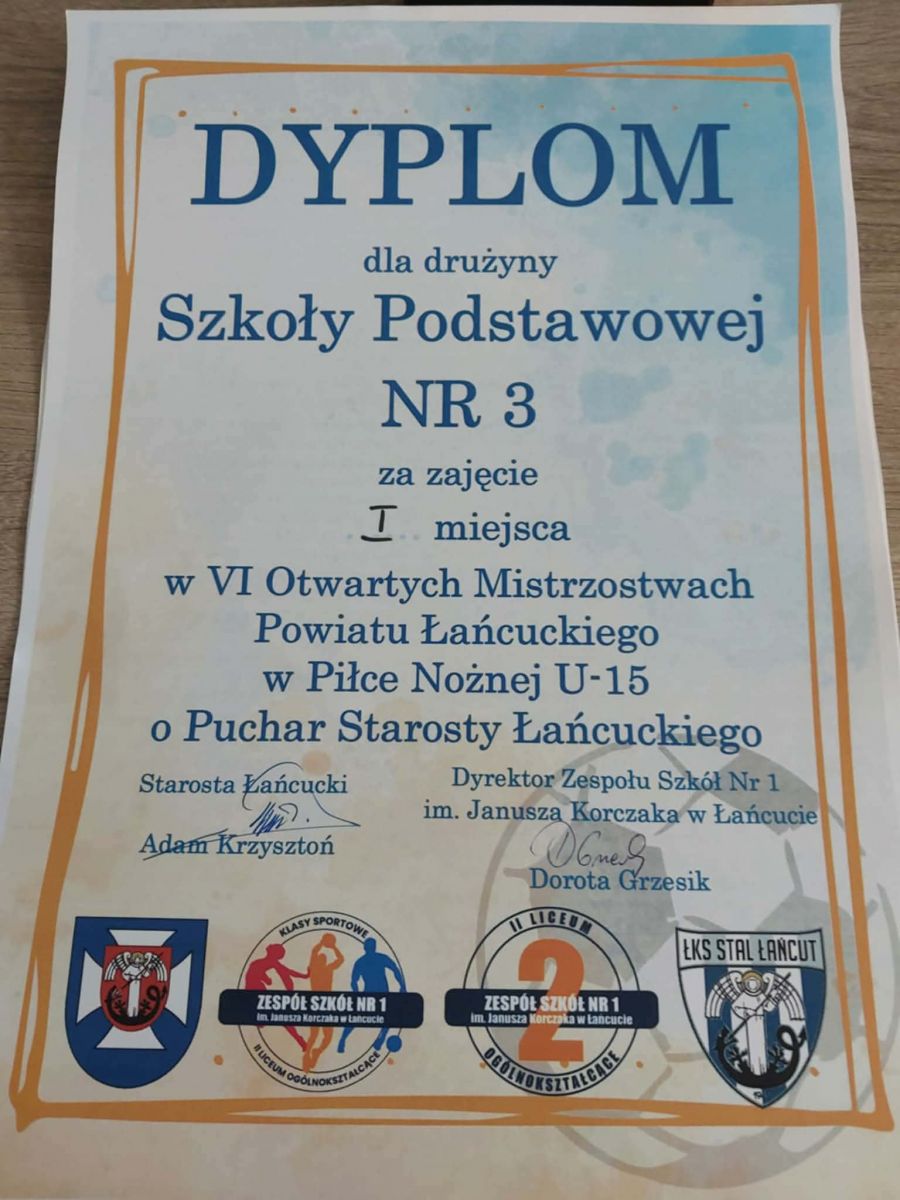 DYPLOM
dla drużyny
Szkoły Podstawowej
NR 3
za zajęcie
I miejsca
w VI Otwartych Mistrzostwach
Powiatu Łańcuckiego
w Piłce Nożnej U-15
o Puchar Starosty Łańcuckiego
Starosta Łańcucki
Adam Krzysztoń
Dyrektor Zespołu Szkół Nr 1
im. Janusza Korczaka w Łańcucie
Dorota Grzesik
KLASY SPORTOWE
ZESPÓŁ SZKÓŁ NR 1
im. Janusza Korczaka w Łańcucie
II LICEUM OGÓLNOKSZTAŁCĄCE
II LICEUM
2
ZESPÓŁ SZKÓŁ NR 1
im. Janusza Korczaka w Łańcucie
OGÓLNOKSZTAŁCĄCE
ŁKS STAL ŁAŃCUT